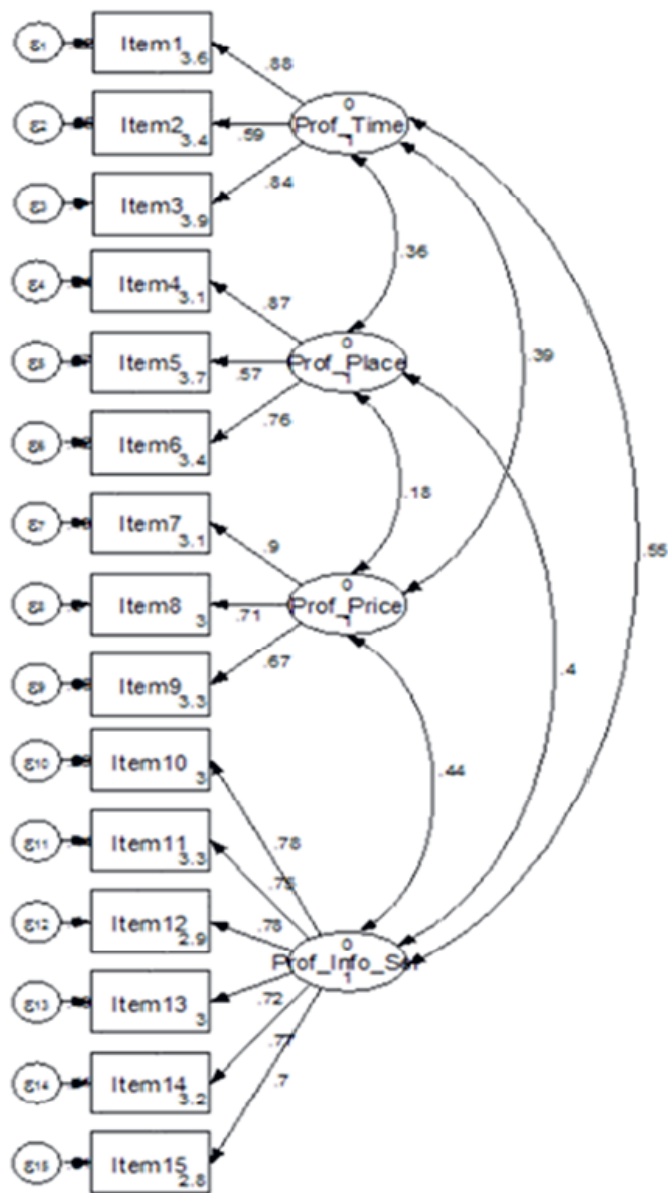 ε1 Item1 3.6
.88
0
Prof_Time
1
ε2 Item2 3.4
.59
ε3 Item3 3.9
.84
.36
ε4 Item4 3.1
.87
0
Prof_Place
1
ε5 Item5 3.7
.57
.39
ε6 Item6 3.4
.76
.18
ε7 Item7 3.1
.9
.55
0
Prof_Price
1
ε8 Item8 3
.71
ε9 Item9 3.3
.67
.4
ε10 Item10 3
.78
.44
ε11 Item11 3.3
ε12 Item12 2.9
.78
0
Prof_Info_Ser
1
ε13 Item13 3
.72
ε14 Item14 3.2
.77
ε15 Item15 2.8
.7